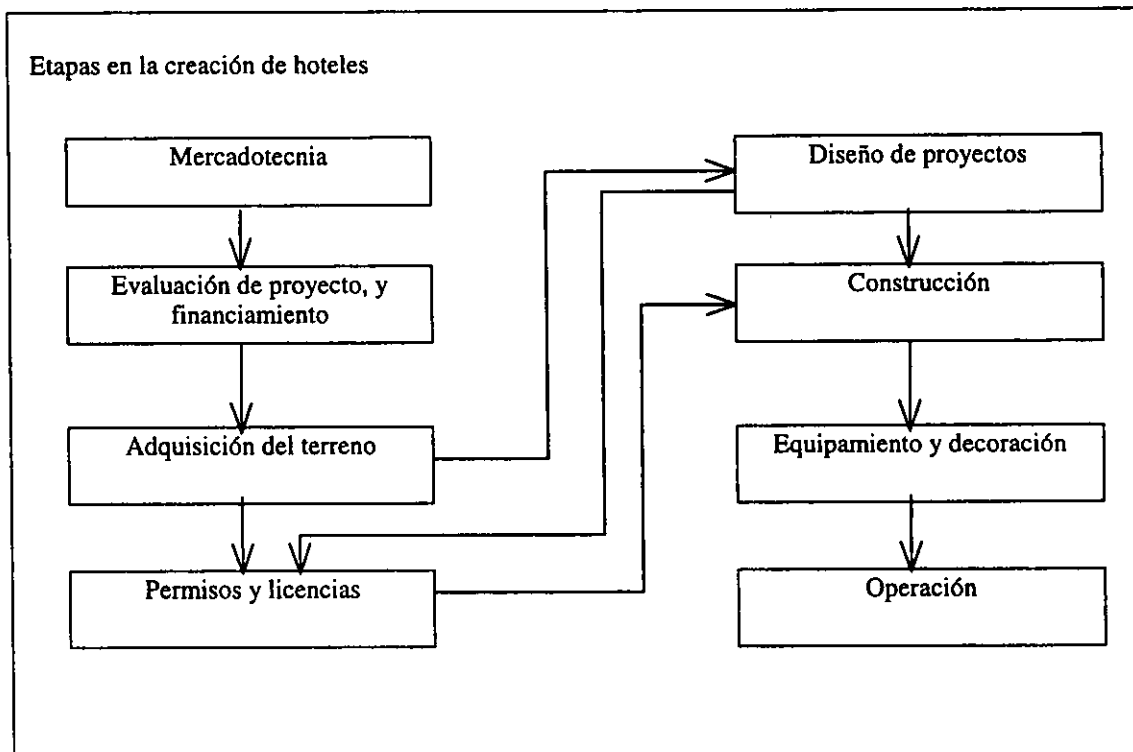 Etapas en la creación de hoteles
Mercadotecnia
Evaluación de proyecto, y
financiamiento
Adquisición del terreno
Permisos y licencias
Diseño de proyectos
Construcción
Equipamiento y decoración
Operación